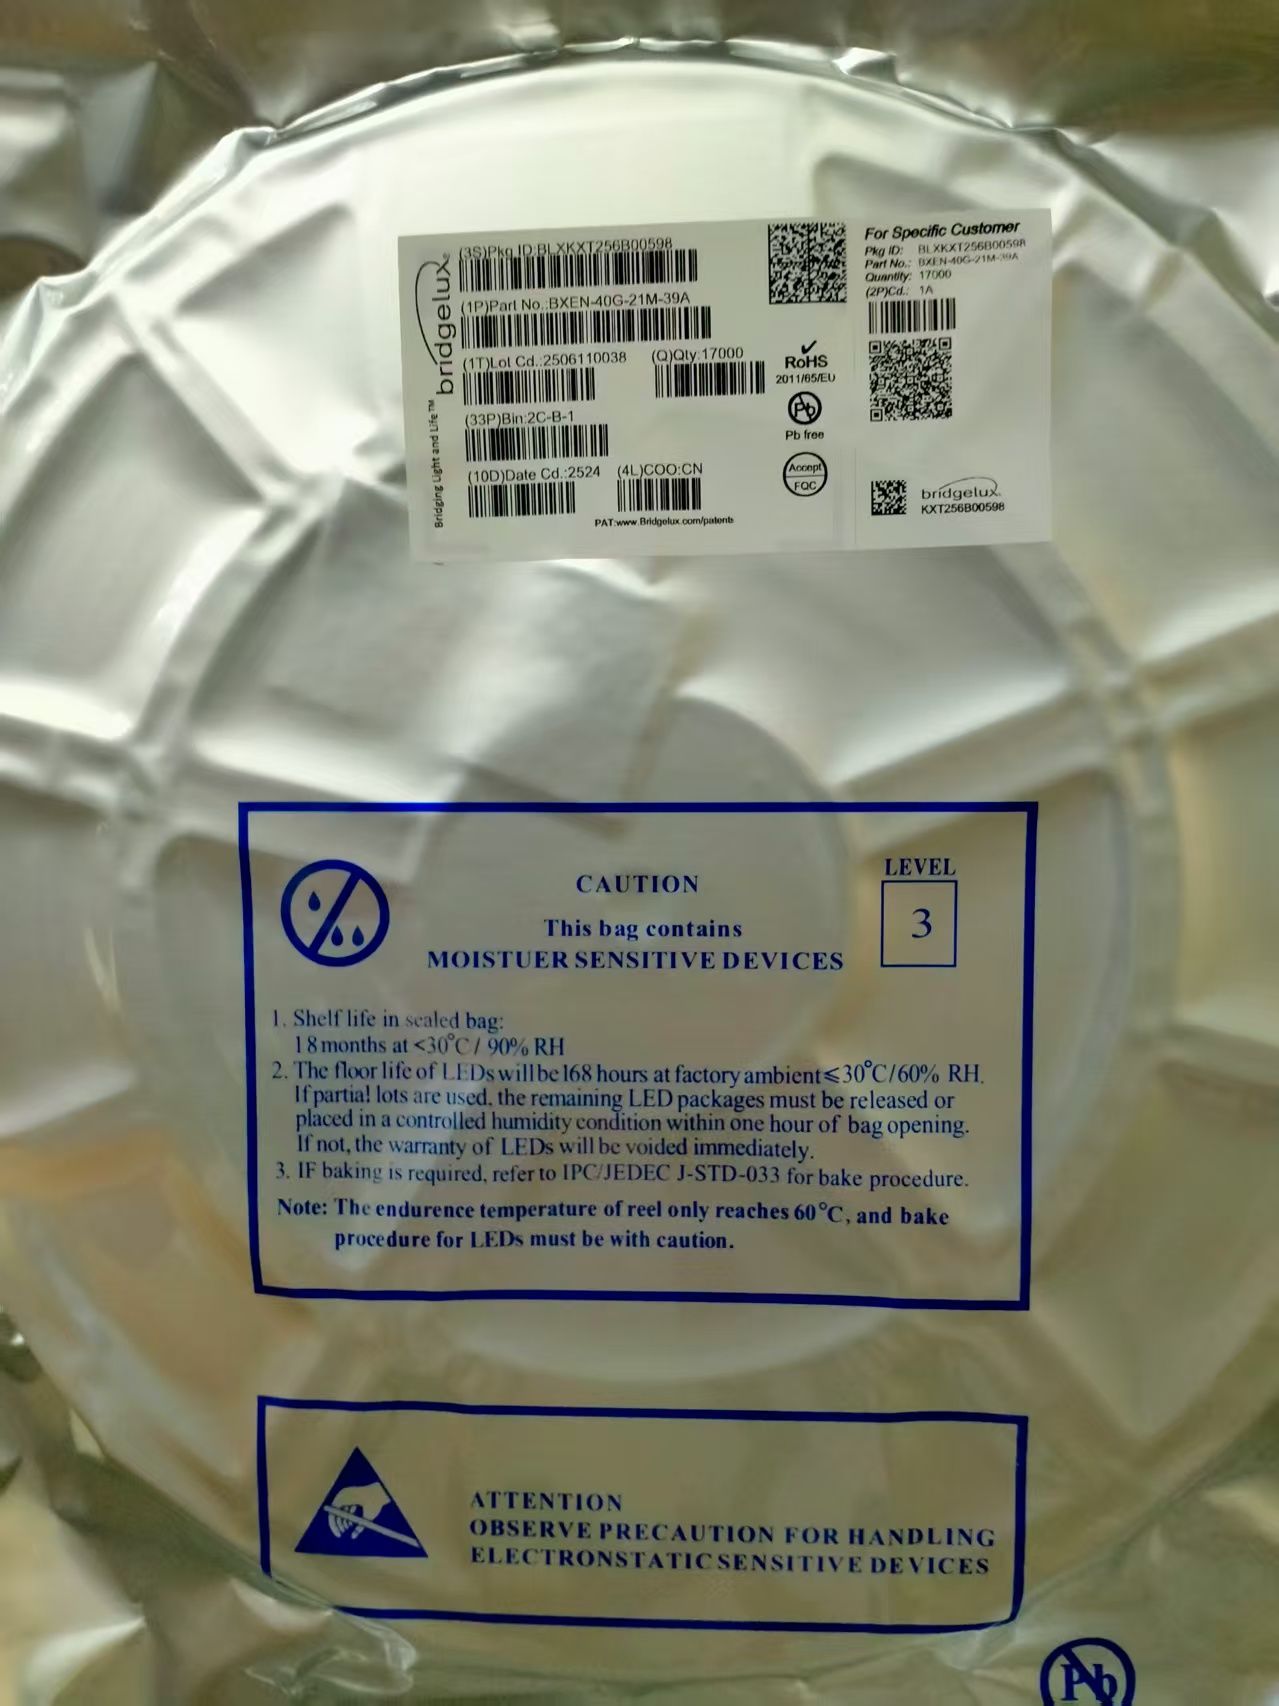 bridgelux
Bridging Light and Life™
(3S)Pkg ID:BLXKXT256B00598
(1P)Part No.:BXEN-40G-21M-39A
(1T)Lot Cd.:2506110038 (Q)Qty:17000
(33P)Bin:2C-B-1
(10D)Date Cd.:2524 (4L)COO:CN
PAT:www.Bridgelux.com/patents
RoHS
2011/65/EU
Pb
Pb free
Accept
FQC
For Specific Customer
Pkg ID: BLXKXT256B00598
Part No.: BXEN-40G-21M-39A
Quantity: 17000
(2P)Cd.: 1A
bridgelux.
KXT256B00598
CAUTION
LEVEL
3
This bag contains
MOISTUER SENSITIVE DEVICES
1. Shelf life in sealed bag:
18 months at <30°C / 90% RH
2. The floor life of LEDs will be 168 hours at factory ambient ≤ 30°C/60% RH.
If partial lots are used, the remaining LED packages must be released or
placed in a controlled humidity condition within one hour of bag opening.
If not, the warranty of LEDs will be voided immediately.
3. IF baking is required, refer to IPC/JEDEC J-STD-033 for bake procedure.
Note: The endurence temperature of reel only reaches 60°C, and bake
procedure for LEDs must be with caution.
ATTENTION
OBSERVE PRECAUTION FOR HANDLING
ELECTRONSTATIC SENSITIVE DEVICES
Pb